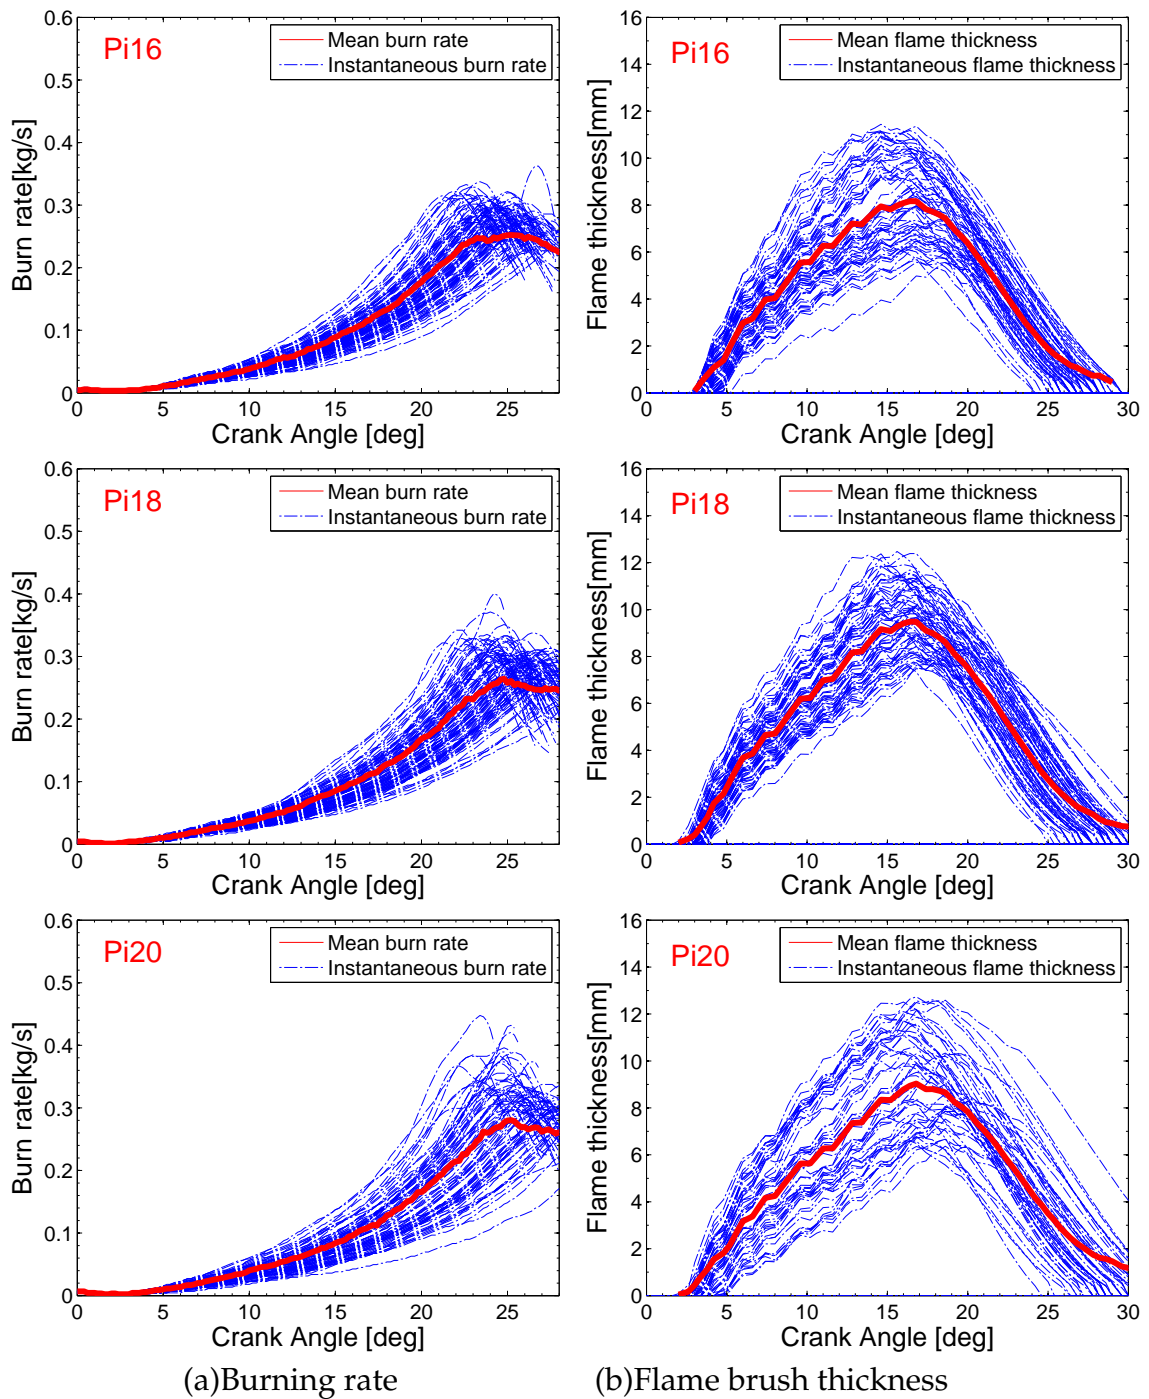 0.6
0.5
0.4
0.3
0.2
0.1
0
Burn rate[kg/s]
Pi16
Mean burn rate
Instantaneous burn rate
0 5 10 15 20 25
Crank Angle [deg]
16
14
12
10
8
6
4
2
0
Flame thickness[mm]
Pi16
Mean flame thickness
Instantaneous flame thickness
0 5 10 15 20 25 30
Crank Angle [deg]
0.6
0.5
0.4
0.3
0.2
0.1
0
Burn rate[kg/s]
Pi18
Mean burn rate
Instantaneous burn rate
0 5 10 15 20 25
Crank Angle [deg]
16
14
12
10
8
6
4
2
0
Flame thickness[mm]
Pi18
Mean flame thickness
Instantaneous flame thickness
0 5 10 15 20 25 30
Crank Angle [deg]
0.6
0.5
0.4
0.3
0.2
0.1
0
Burn rate[kg/s]
Pi20
Mean burn rate
Instantaneous burn rate
0 5 10 15 20 25
Crank Angle [deg]
16
14
12
10
8
6
4
2
0
Flame thickness[mm]
Pi20
Mean flame thickness
Instantaneous flame thickness
0 5 10 15 20 25 30
Crank Angle [deg]
(a)Burning rate
(b)Flame brush thickness